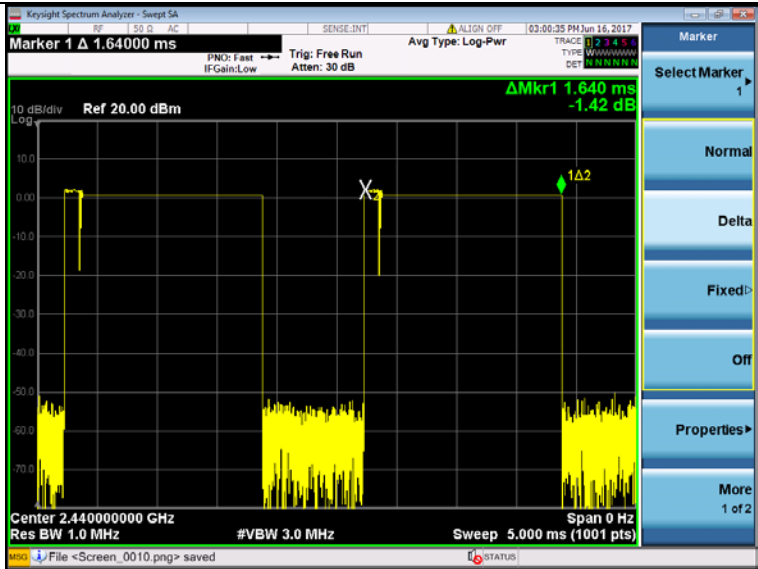 Keysight Spectrum Analyzer - Swept SA
RF 50 Ω AC SENSE:INT ALIGN OFF 03:00:35 PM Jun 16, 2017
Marker 1 Δ 1.64000 ms
PNO: Fast
IFGain:Low
Trig: Free Run
Atten: 30 dB
Avg Type: Log-Pwr
TRACE 1 2 3 4 5 6
TYPE WWWWWW
DET N N N N N N
ΔMkr1 1.640 ms
-1.42 dB
10 dB/div Ref 20.00 dBm
Log
10.0
0.00
-10.0
-20.0
-30.0
-40.0
-50.0
-60.0
-70.0
X2
1Δ2
Center 2.440000000 GHz Span 0 Hz
Res BW 1.0 MHz #VBW 3.0 MHz Sweep 5.000 ms (1001 pts)
MSG File <Screen_0010.png> saved STATUS
Marker
Select Marker
1
Normal
Delta
Fixed
Off
Properties
More
1 of 2